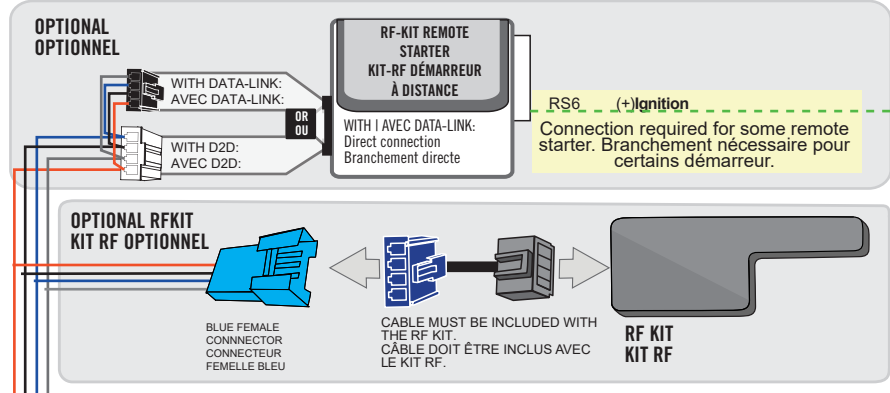 OPTIONAL
OPTIONNEL
RF-KIT REMOTE
STARTER
KIT-RF DÉMARREUR
À DISTANCE
WITH DATA-LINK:
AVEC DATA-LINK:
OR
OU
WITH D2D:
AVEC D2D:
WITH | AVEC DATA-LINK:
Direct connection
Branchement directe
RS6 (+)Ignition
Connection required for some remote
starter. Branchement nécessaire pour
certains démarreur.
OPTIONAL RFKIT
KIT RF OPTIONNEL
BLUE FEMALE
CONNNECTOR
CONNECTEUR
FEMELLE BLEU
CABLE MUST BE INCLUDED WITH
THE RF KIT.
CÂBLE DOIT ÊTRE INCLUS AVEC
LE KIT RF.
RF KIT
KIT RF